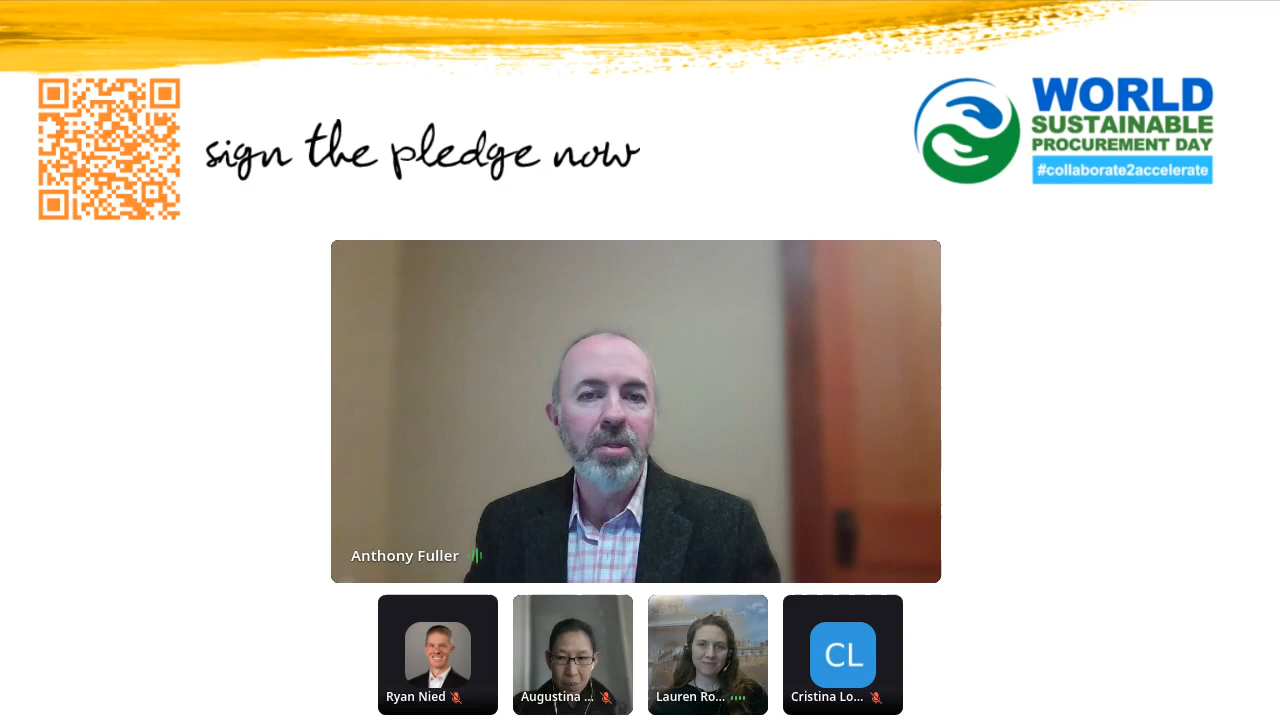 sign the pledge now
WORLD
SUSTAINABLE
PROCUREMENT DAY
#collaborate2accelerate
Anthony Fuller
CL
Ryan Nied
Augustina ...
Lauren Ro...
Cristina Lo...